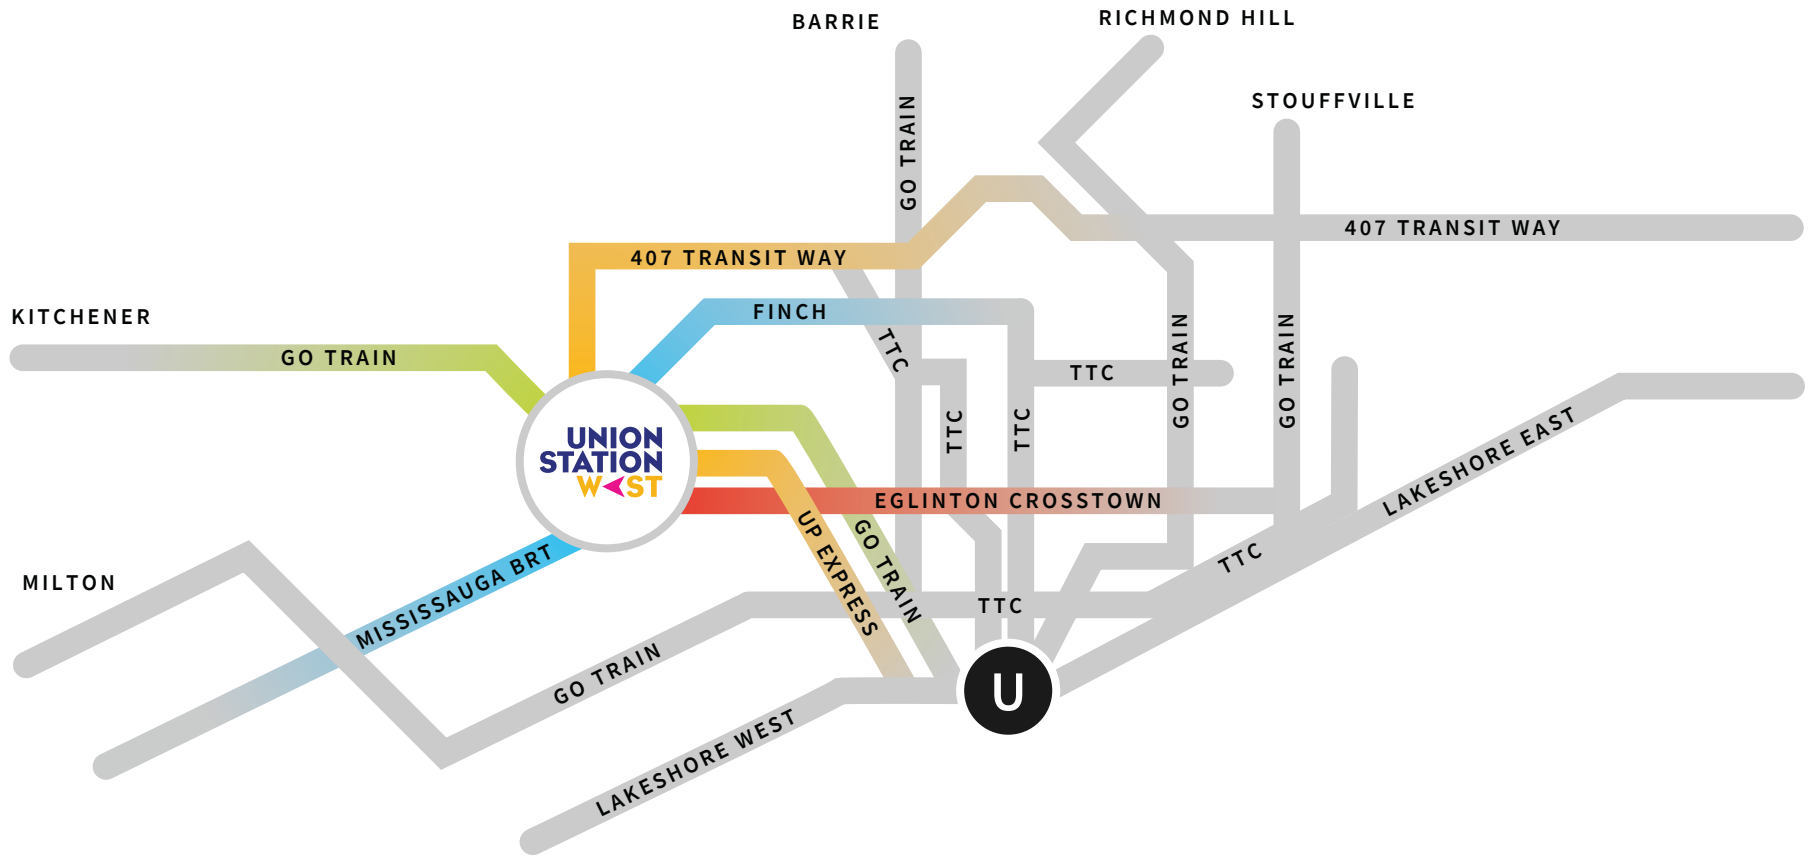 BARRIE
RICHMOND HILL
STOUFFVILLE
GO TRAIN
407 TRANSIT WAY
407 TRANSIT WAY
KITCHENER
FINCH
GO TRAIN
TTC
TTC
GO TRAIN
GO TRAIN
TTC
TTC
UNION
STATION
WEST
EGLINTON CROSSTOWN
LAKESHORE EAST
UP EXPRESS
GO TRAIN
TTC
MILTON
MISSISSAUGA BRT
TTC
GO TRAIN
U
LAKESHORE WEST